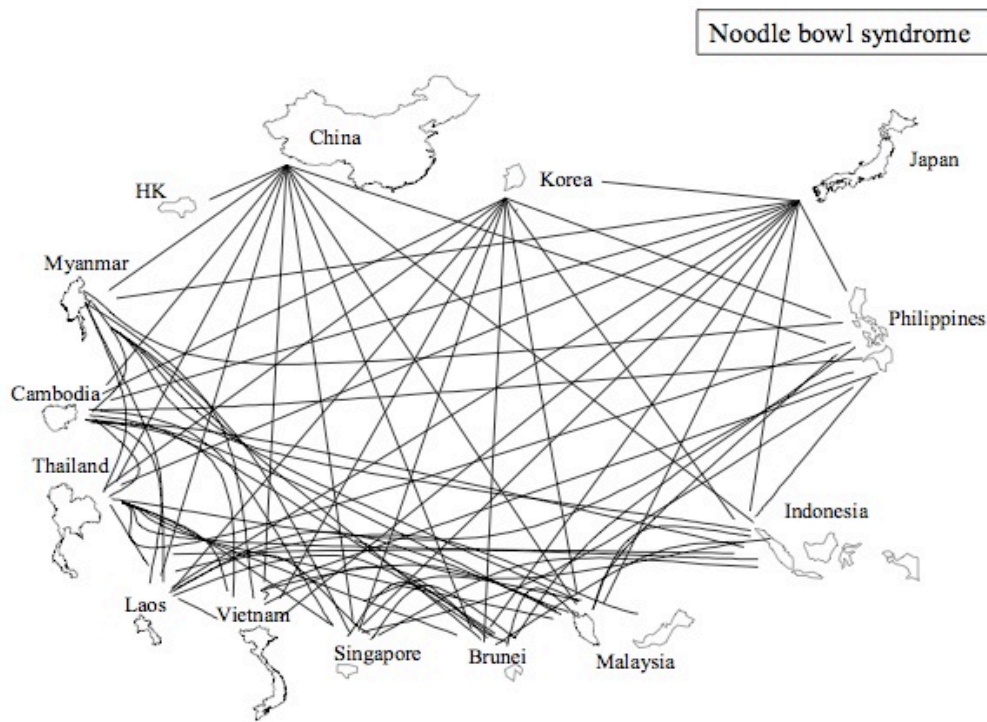 Noodle bowl syndrome
China
Korea
Japan
HK
Myanmar
Philippines
Cambodia
Thailand
Indonesia
Laos
Vietnam
Singapore
Brunei
Malaysia